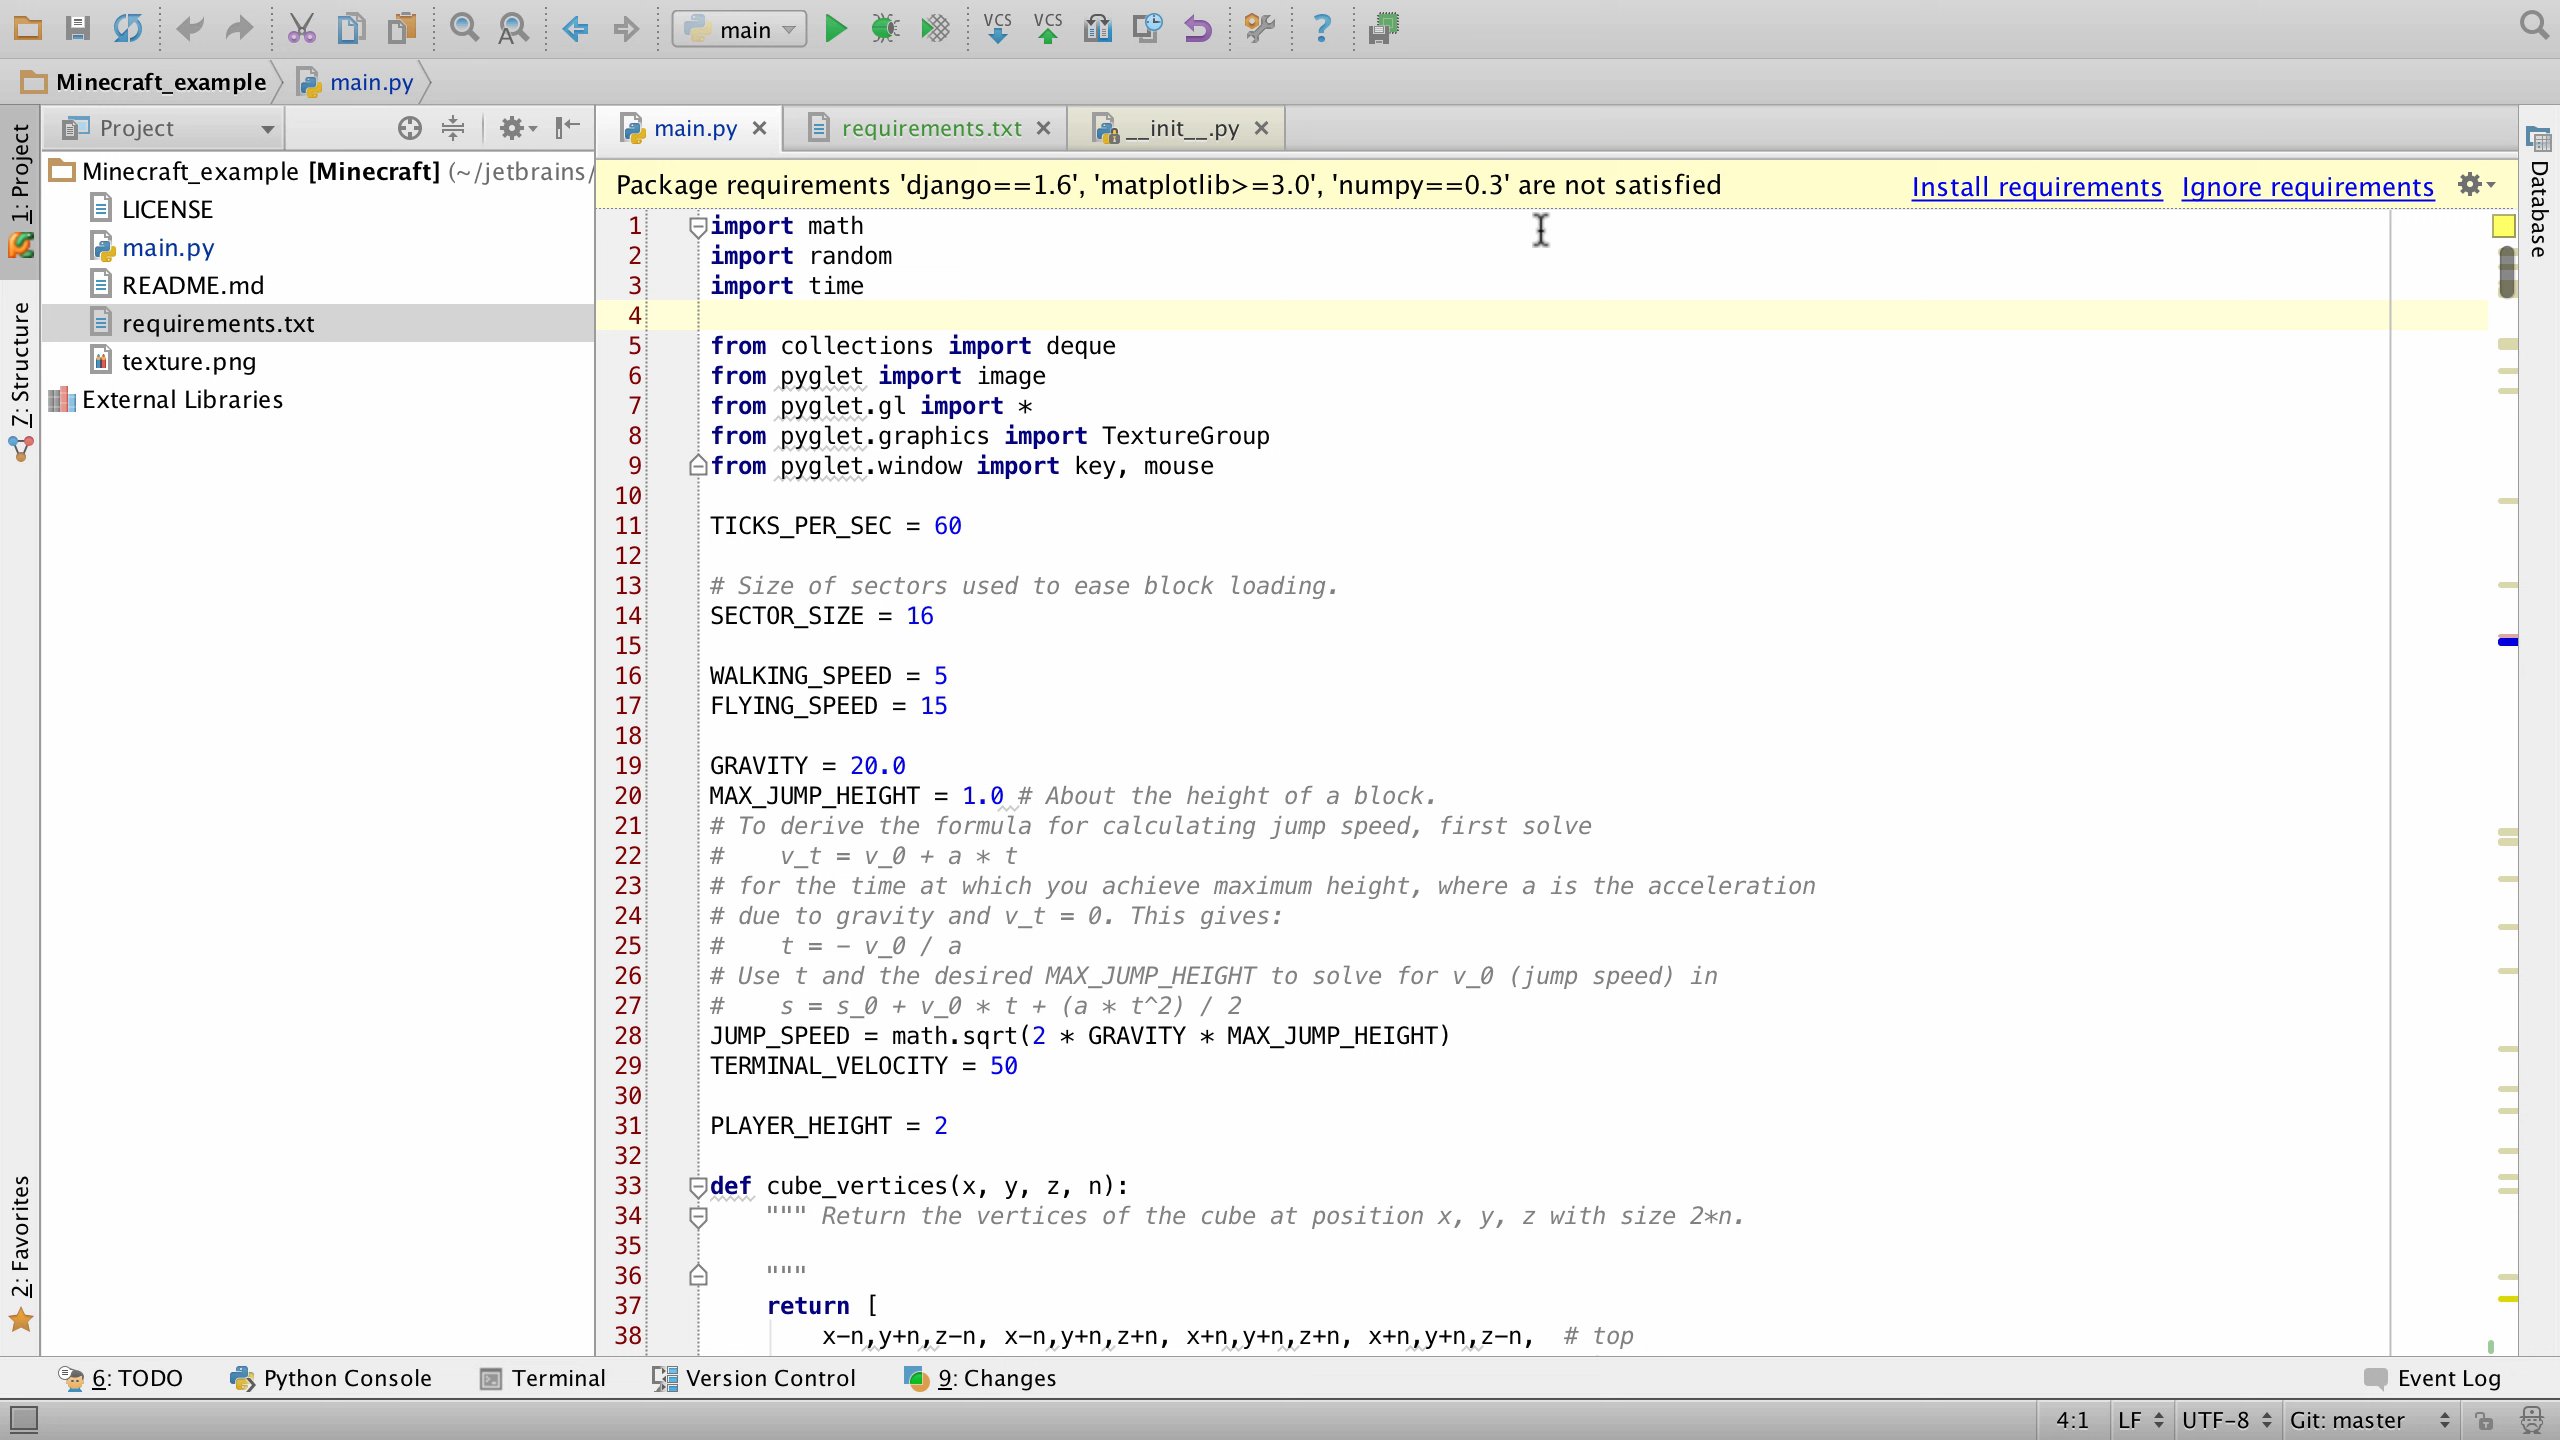 VCS VCS
main
Minecraft_example main.py
1: Project
7: Structure
2: Favorites
Project
Minecraft_example [Minecraft] (~/jetbrains/
LICENSE
main.py
README.md
requirements.txt
texture.png
External Libraries
main.py requirements.txt __init__.py
Package requirements 'django==1.6', 'matplotlib>=3.0', 'numpy==0.3' are not satisfied Install requirements Ignore requirements
1 import math
2 import random
3 import time
4
5 from collections import deque
6 from pyglet import image
7 from pyglet.gl import *
8 from pyglet.graphics import TextureGroup
9 from pyglet.window import key, mouse
10
11 TICKS_PER_SEC = 60
12
13 # Size of sectors used to ease block loading.
14 SECTOR_SIZE = 16
15
16 WALKING_SPEED = 5
17 FLYING_SPEED = 15
18
19 GRAVITY = 20.0
20 MAX_JUMP_HEIGHT = 1.0 # About the height of a block.
21 # To derive the formula for calculating jump speed, first solve
22 #    v_t = v_0 + a * t
23 # for the time at which you achieve maximum height, where a is the acceleration
24 # due to gravity and v_t = 0. This gives:
25 #    t = - v_0 / a
26 # Use t and the desired MAX_JUMP_HEIGHT to solve for v_0 (jump speed) in
27 #    s = s_0 + v_0 * t + (a * t^2) / 2
28 JUMP_SPEED = math.sqrt(2 * GRAVITY * MAX_JUMP_HEIGHT)
29 TERMINAL_VELOCITY = 50
30
31 PLAYER_HEIGHT = 2
32
33 def cube_vertices(x, y, z, n):
34     """ Return the vertices of the cube at position x, y, z with size 2*n.
35
36     """
37     return [
38         x-n,y+n,z-n, x-n,y+n,z+n, x+n,y+n,z+n, x+n,y+n,z-n,  # top
Database
6: TODO Python Console Terminal Version Control 9: Changes Event Log
4:1 LF UTF-8 Git: master